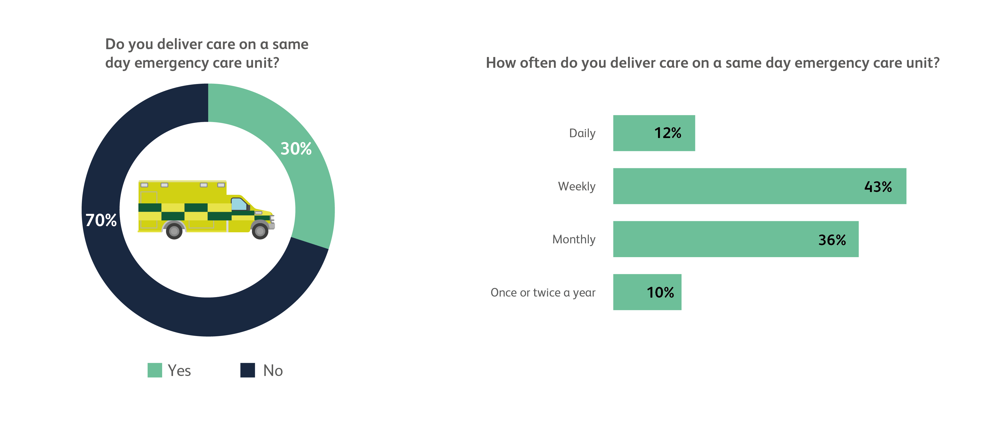 Do you deliver care on a same
day emergency care unit?
30%
70%
Yes
No
How often do you deliver care on a same day emergency care unit?
Daily
12%
Weekly
43%
Monthly
36%
Once or twice a year
10%